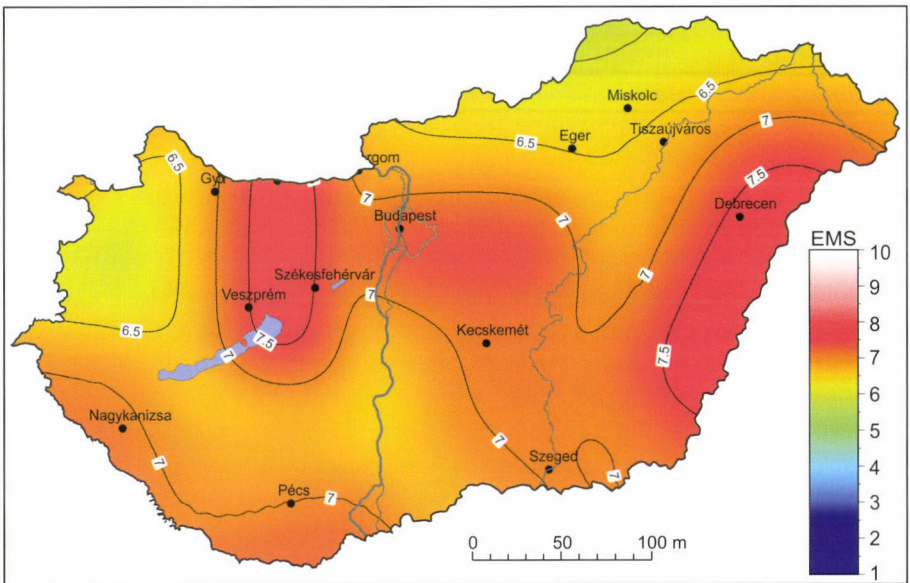 Miskolc
6.5
Eger
6.5
Tiszaújváros
7
6.5
7.5
rgom
7
Budapest
7
Debrecen
Székesfehérvár
Veszprém
7
7
6.5
7
7.5
Kecskemét
7.5
Nagykanizsa
7
7
Szeged
7
Pécs
7
EMS
10
9
8
7
6
5
4
3
2
1
0 50 100 m